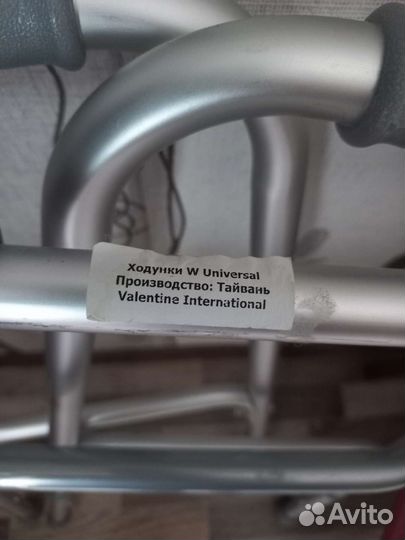 Ходунки W Universal
Производство: Тайвань
Valentine International
Avito